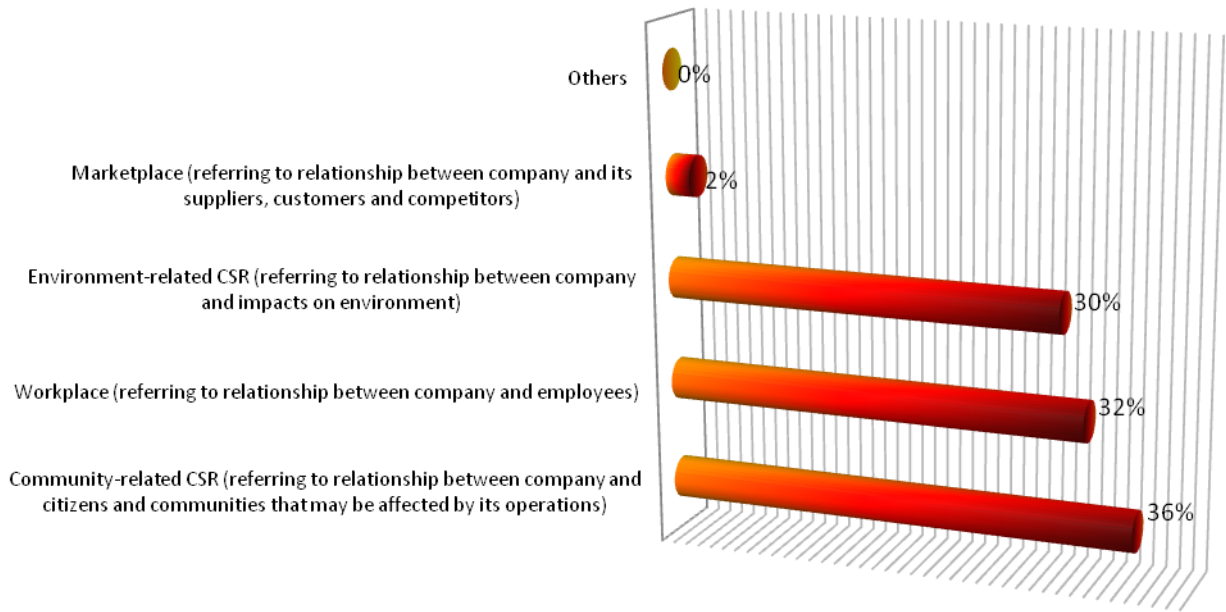 Others
0%
Marketplace (referring to relationship between company and its
suppliers, customers and competitors)
2%
Environment-related CSR (referring to relationship between company
and impacts on environment)
30%
Workplace (referring to relationship between company and employees)
32%
Community-related CSR (referring to relationship between company and
citizens and communities that may be affected by its operations)
36%